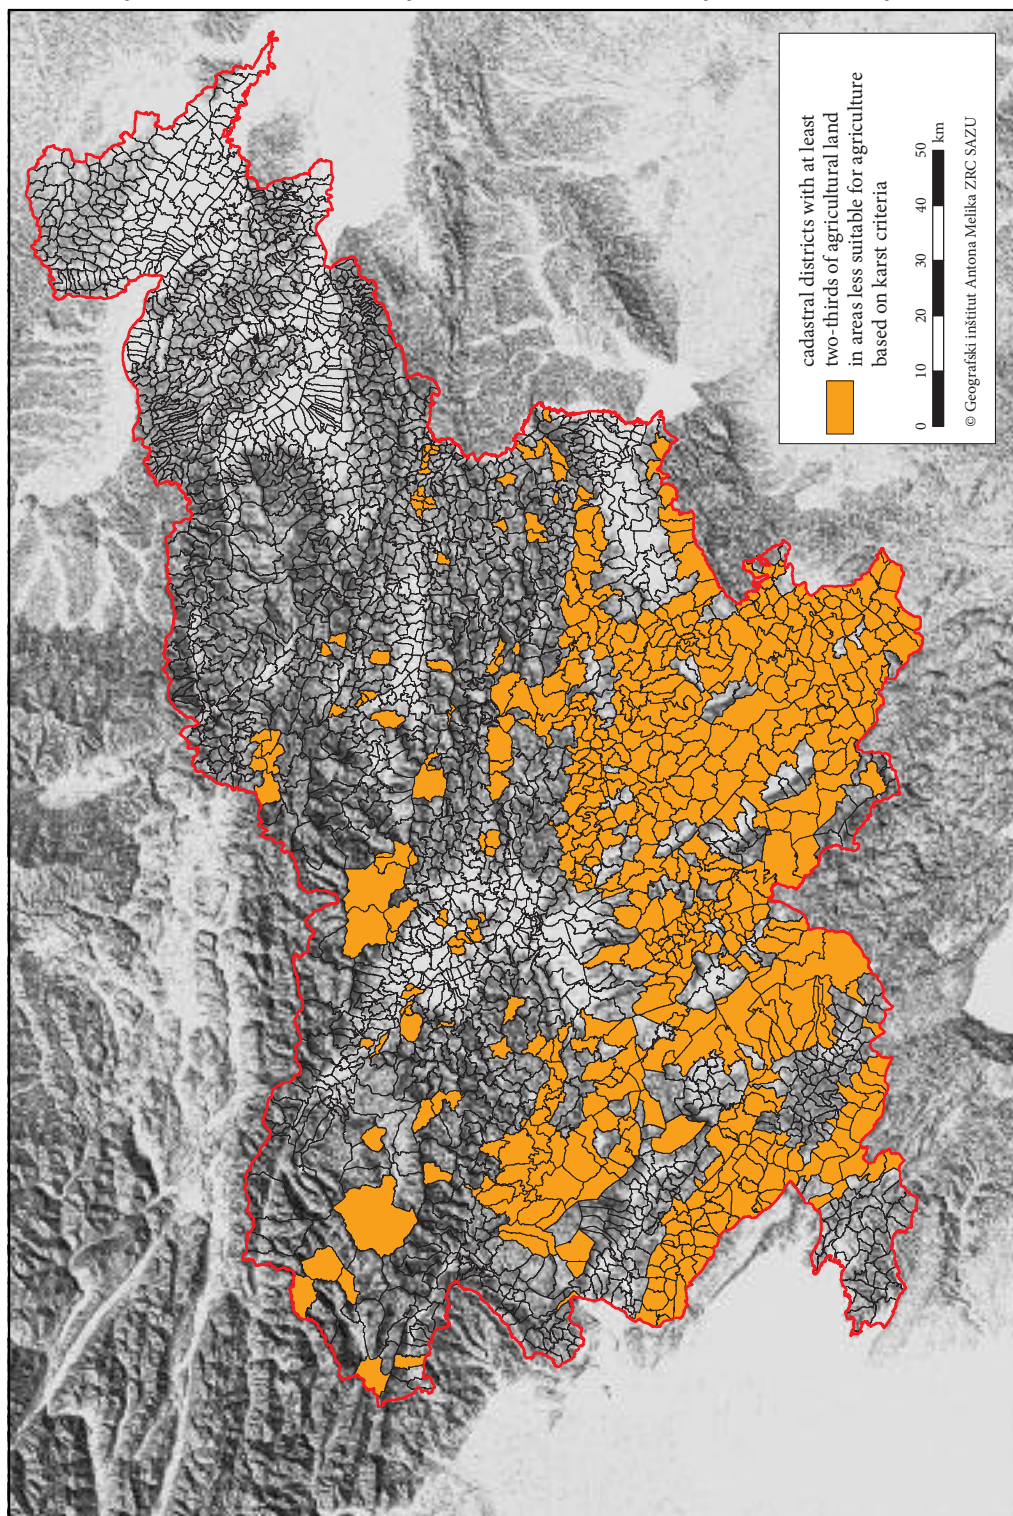 cadastral districts with at least
two-thirds of agricultural land
in areas less suitable for agriculture
based on karst criteria
0 10 20 30 40 50 km
© Geografski inštitut Antona Melika ZRC SAZU